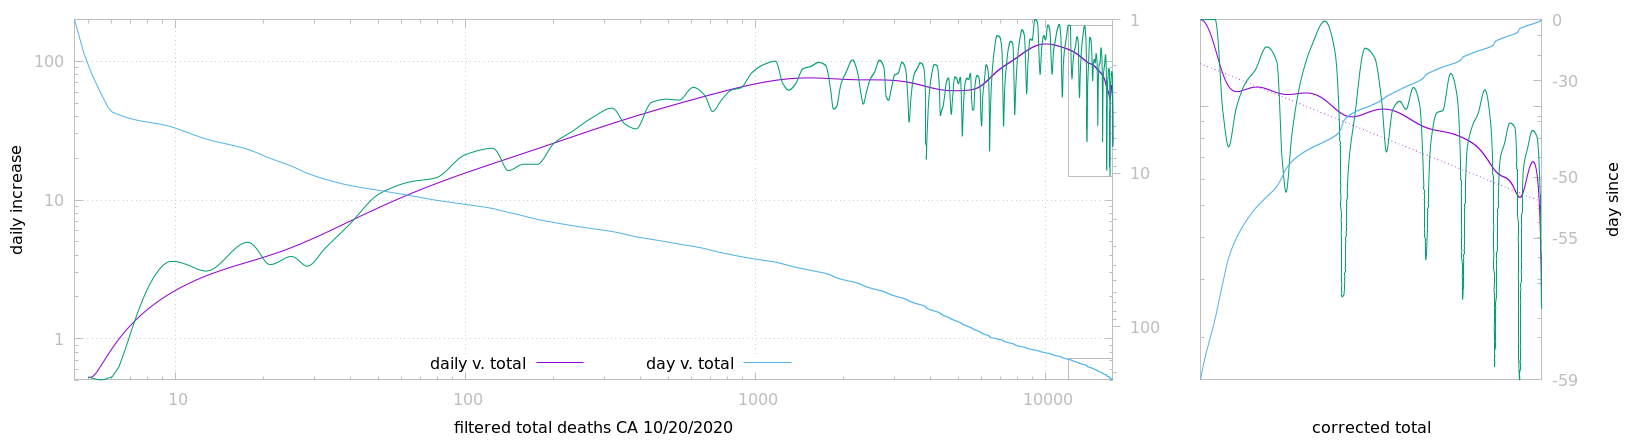 100
10
1
daily increase
10
100
1000
10000
filtered total deaths CA 10/20/2020
daily v. total
day v. total
1
10
100
0
-30
-50
-55
-59
day since
corrected total